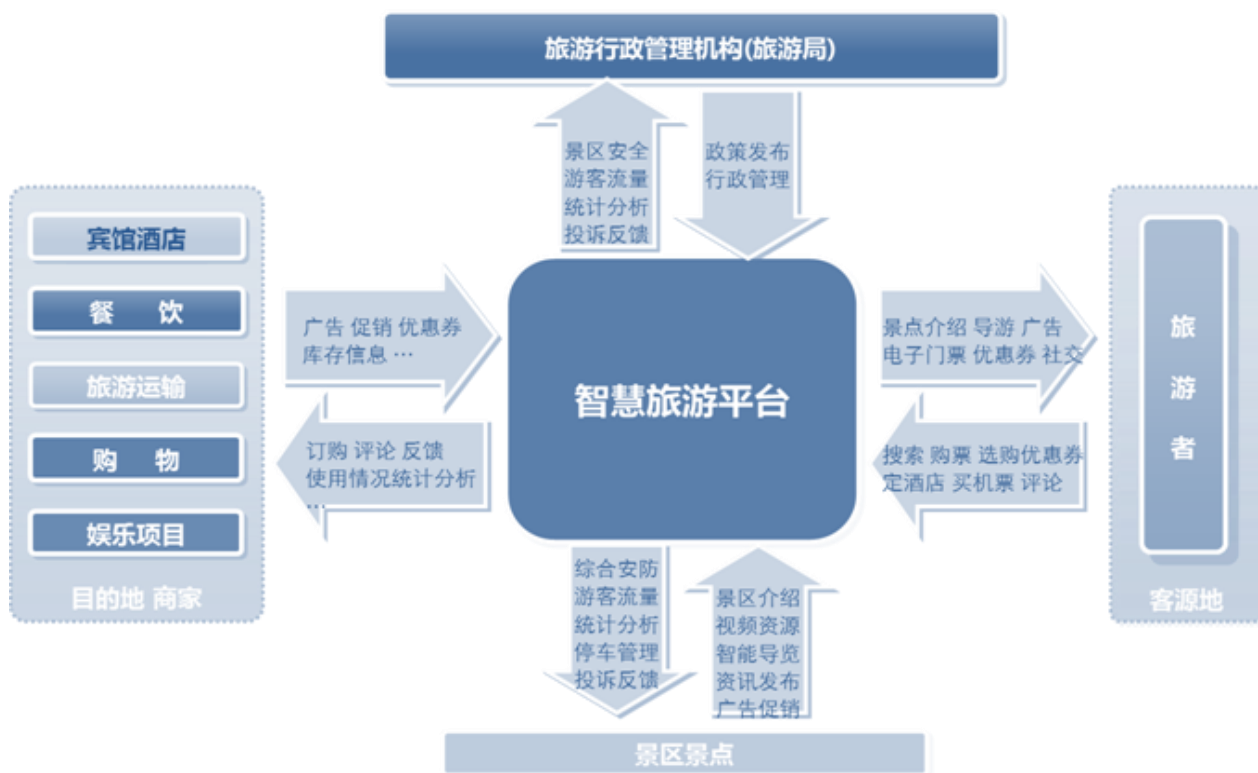 旅游行政管理机构(旅游局)
景区安全
游客流量
统计分析
投诉反馈
政策发布
行政管理
宾馆酒店
餐 饮
旅游运输
购 物
娱乐项目
目的地 商家
广告 促销 优惠券
库存信息 …
订购 评论 反馈
使用情况统计分析
…
智慧旅游平台
景点介绍 导游 广告
电子门票 优惠券 社交
搜索 购票 选购优惠券
定酒店 买机票 评论
旅
游
者
客源地
综合安防
游客流量
统计分析
停车管理
投诉反馈
景区介绍
视频资源
智能导览
资讯发布
广告促销
景区景点